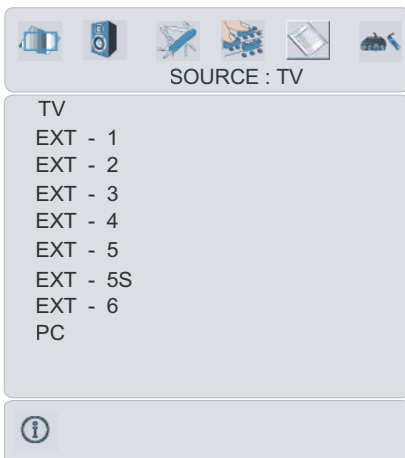 SOURCE : TV
TV
EXT - 1
EXT - 2
EXT - 3
EXT - 4
EXT - 5
EXT - 5S
EXT - 6
PC